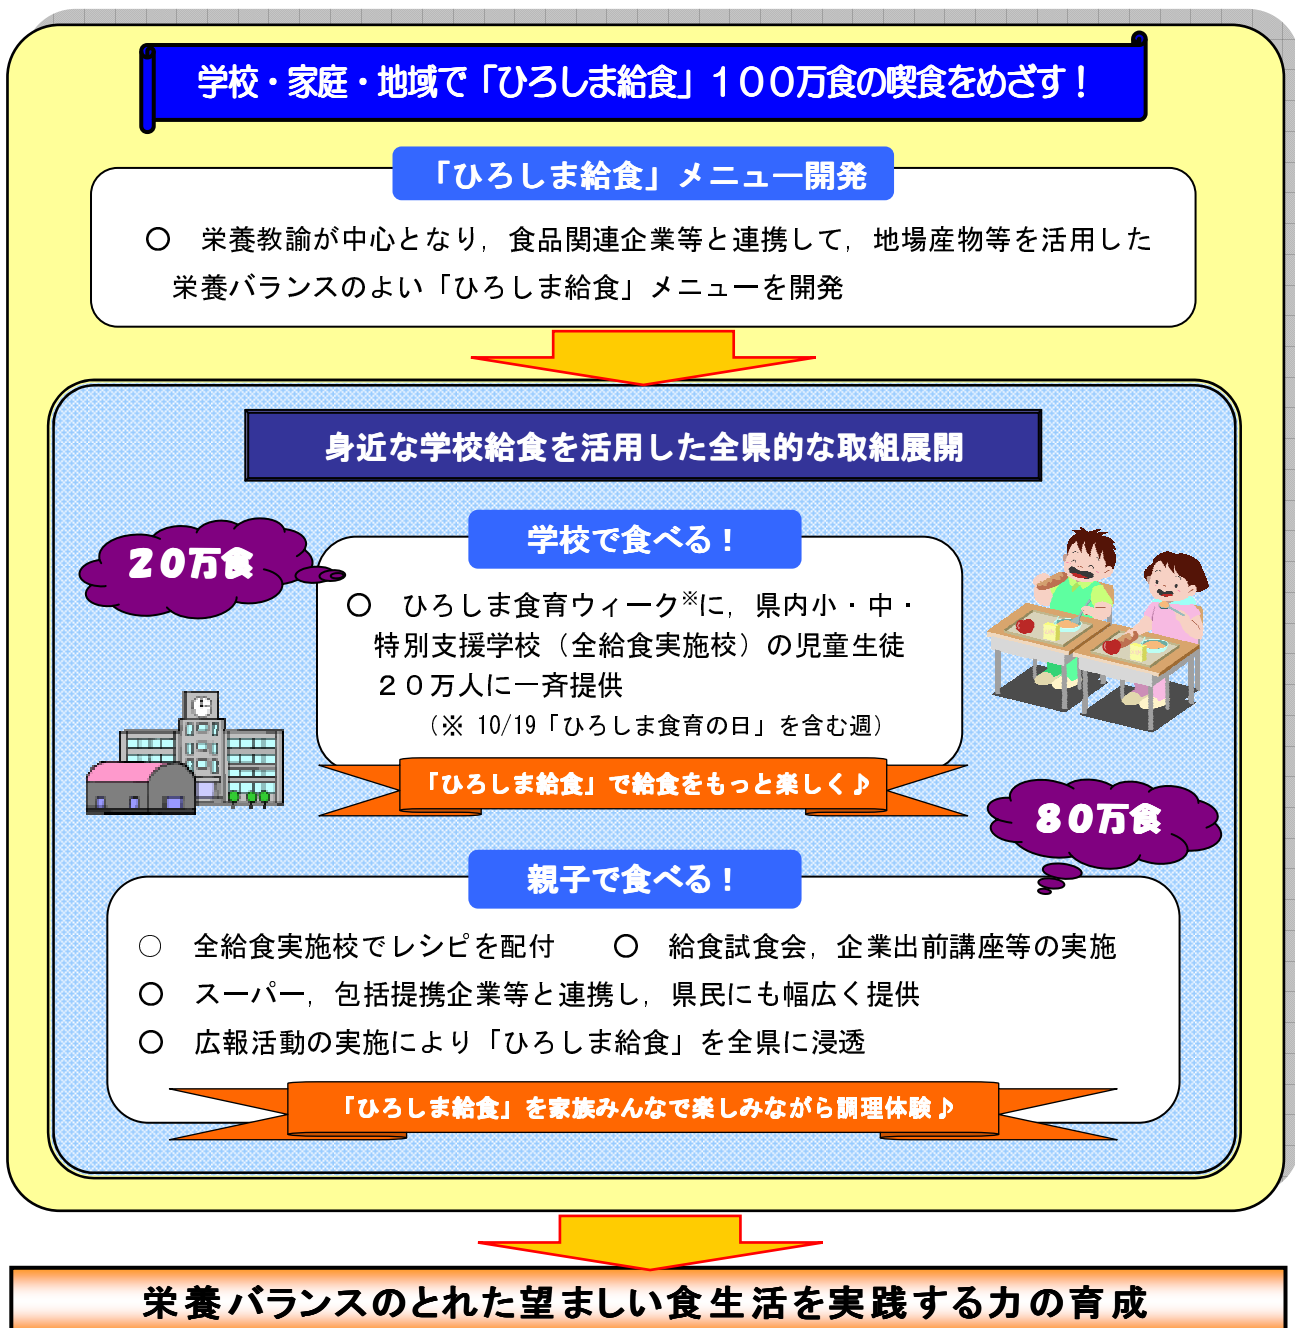 学校・家庭・地域で「ひろしま給食」１００万食の喫食をめざす！
「ひろしま給食」メニュー開発
○　栄養教諭が中心となり，食品関連企業等と連携して，地場産物等を活用した
栄養バランスのよい「ひろしま給食」メニューを開発
身近な学校給食を活用した全県的な取組展開
２０万食
学校で食べる！
○　ひろしま食育ウィーク※に，県内小・中・
特別支援学校（全給食実施校）の児童生徒
２０万人に一斉提供
（※ 10/19「ひろしま食育の日」を含む週）
「ひろしま給食」で給食をもっと楽しく♪
８０万食
親子で食べる！
○　全給食実施校でレシピを配付　　○　給食試食会，企業出前講座等の実施
○　スーパー，包括提携企業等と連携し，県民にも幅広く提供
○　広報活動の実施により「ひろしま給食」を全県に浸透
「ひろしま給食」を家族みんなで楽しみながら調理体験♪
栄養バランスのとれた望ましい食生活を実践する力の育成